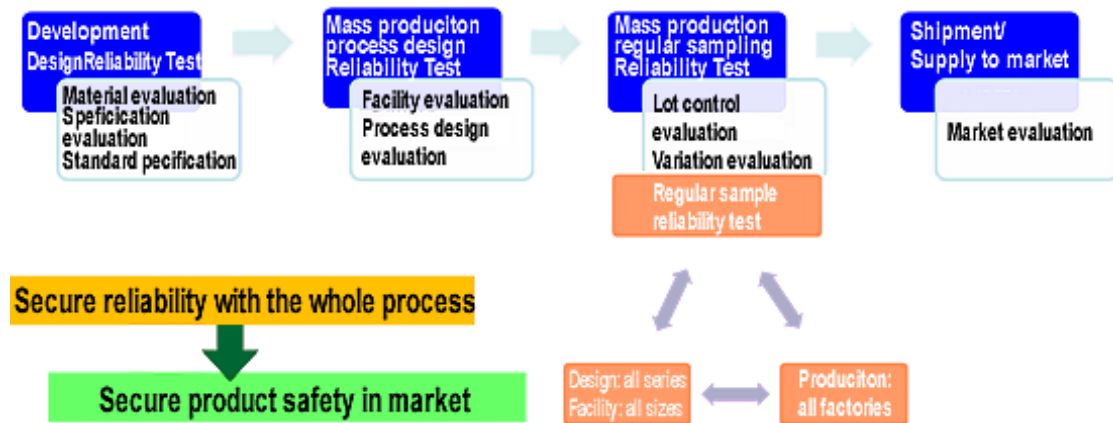 Development
DesignReliability Test
Material evaluation
Speficication
evaluation
Standard pecification
Mass produciton
process design
Reliability Test
Facility evaluation
Process design
evaluation
Mass production
regular sampling
Reliability Test
Lot control
evaluation
Variation evaluation
Regular sample
reliability test
Shipment/
Supply to market
Market evaluation
Secure reliability with the whole process
Secure product safety in market
Design: all series
Facility: all sizes
Produciton:
all factories